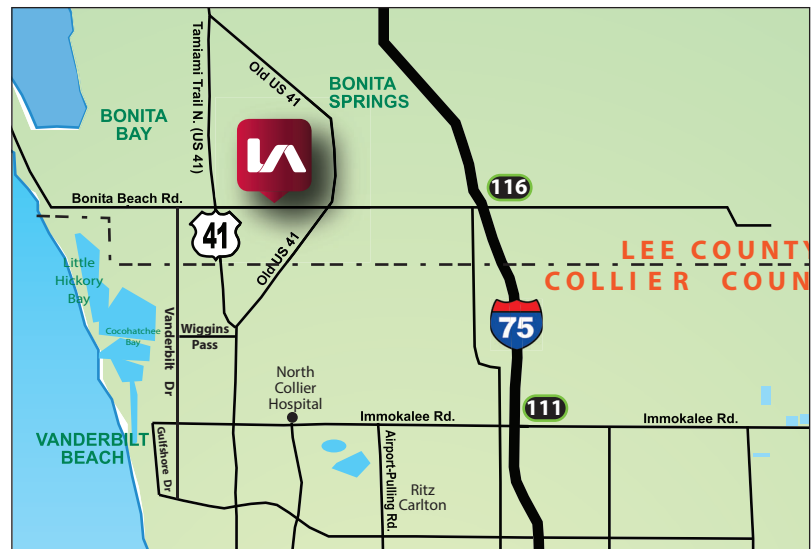 Tamiami Trail N. (US 41)
Old US 41
BONITA
SPRINGS
BONITA
BAY
LA
116
Bonita Beach Rd.
41
Old US 41
LEE COUNTY
COLLIER COUN
Little
Hickory
Bay
Cocohatchee
Bay
Vanderbilt Dr
Wiggins
Pass
75
North
Collier
Hospital
111
Immokalee Rd.
Immokalee Rd.
VANDERBILT
BEACH
Gulfshore Dr
Airport-Pulling Rd.
Ritz
Carlton